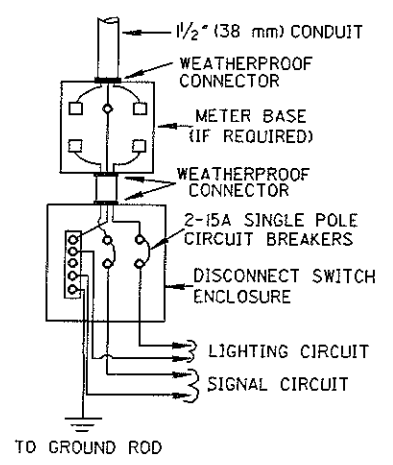 1½" (38 mm) CONDUIT
WEATHERPROOF
CONNECTOR
METER BASE
(IF REQUIRED)
WEATHERPROOF
CONNECTOR
2-15A SINGLE POLE
CIRCUIT BREAKERS
DISCONNECT SWITCH
ENCLOSURE
LIGHTING CIRCUIT
SIGNAL CIRCUIT
TO GROUND ROD